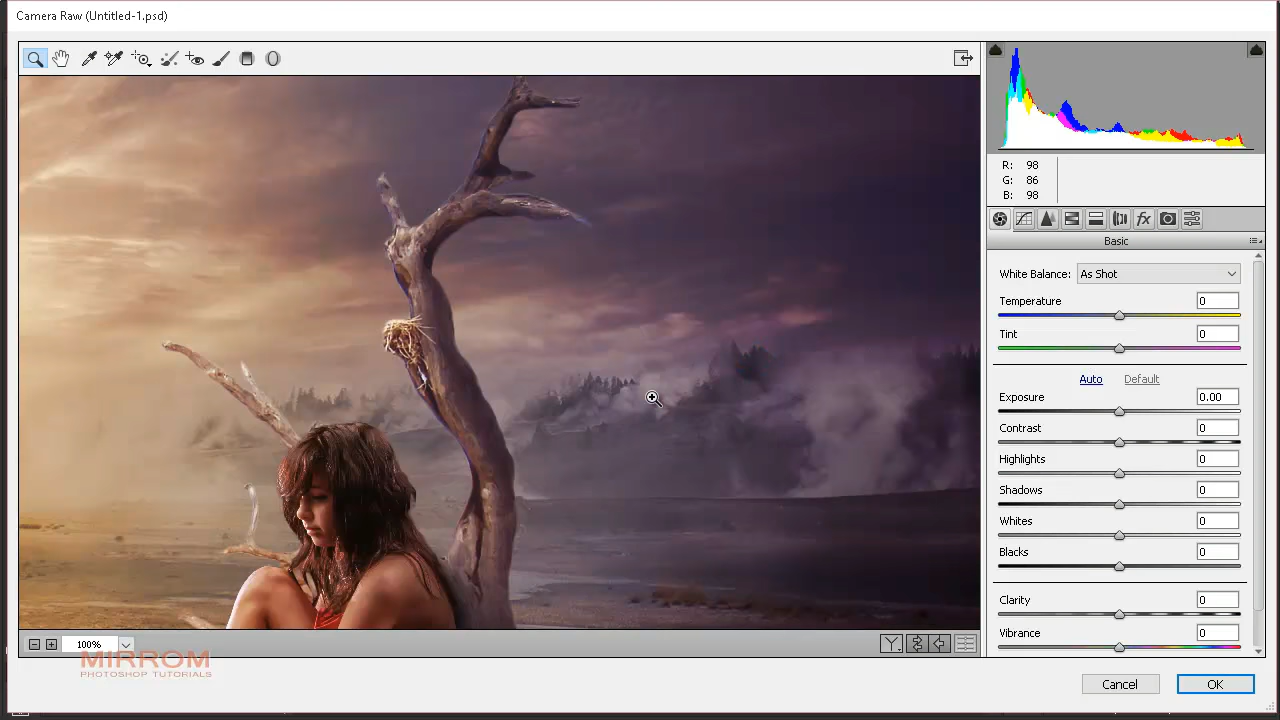 Camera Raw (Untitled-1.psd)
R: 98
G: 86
B: 98
Basic
White Balance: As Shot
Temperature 0
Tint 0
Auto Default
Exposure 0.00
Contrast 0
Highlights 0
Shadows 0
Whites 0
Blacks 0
Clarity 0
Vibrance 0
100%
MIRROM
PHOTOSHOP TUTORIALS
Cancel OK